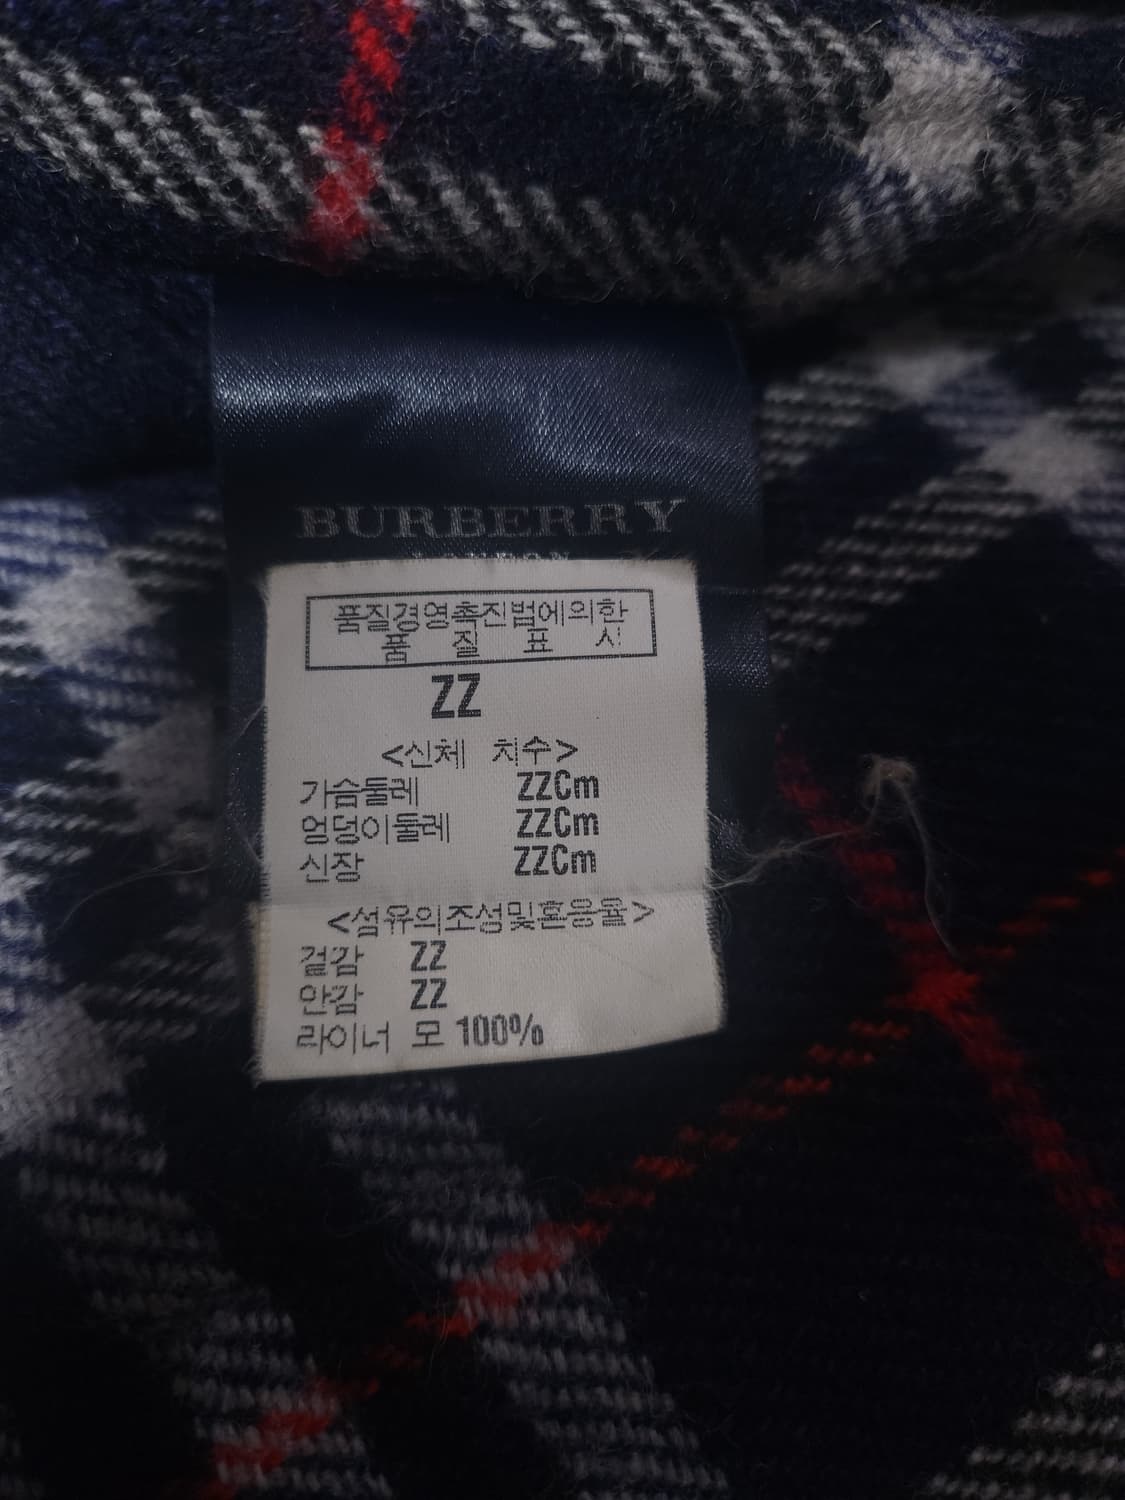 BURBERRY
LONDON
품질경영촉진법에의한
품 질 표 시
ZZ
<신체 치수>
가슴둘레 ZZCm
엉덩이둘레 ZZCm
신장 ZZCm
<섬유의조성및혼용율>
겉감 ZZ
안감 ZZ
라이너 모 100%